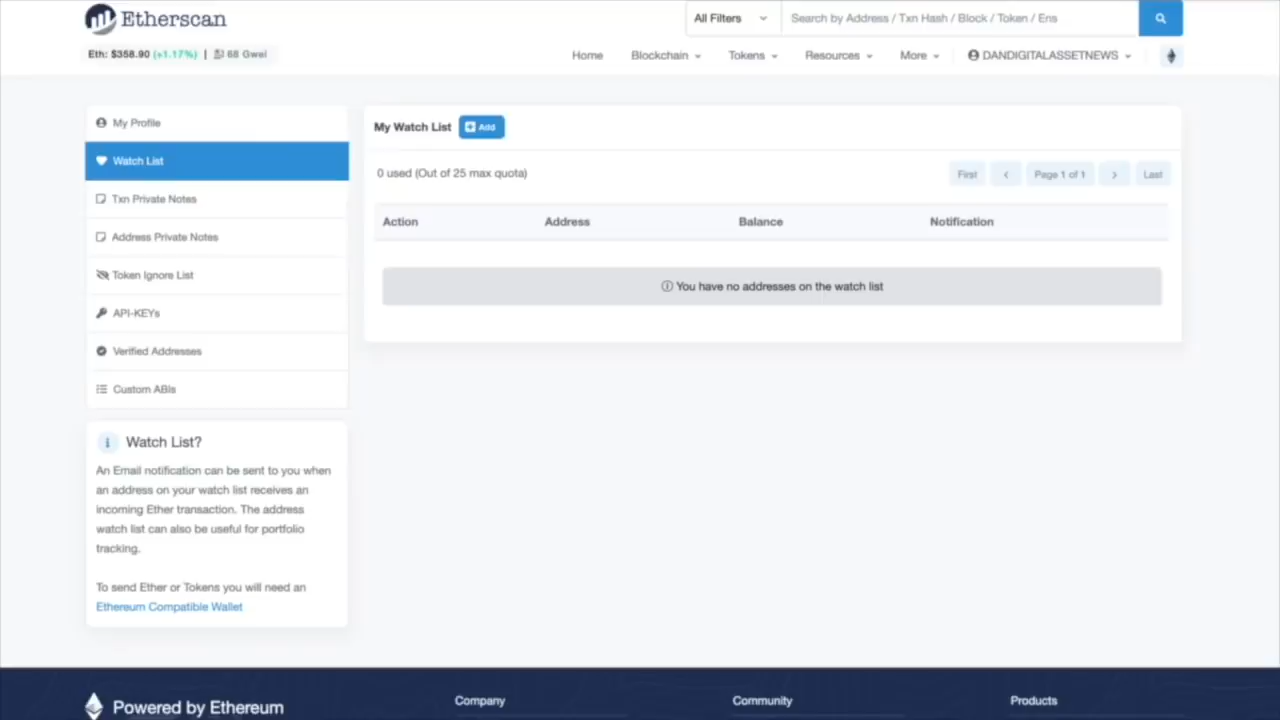 Etherscan
All Filters
Search by Address / Txn Hash / Block / Token / Ens
Eth: $358.90 (+1.17%) | 68 Gwei
Home Blockchain Tokens Resources More DANDIGITALASSETNEWS
My Profile
Watch List
Txn Private Notes
Address Private Notes
Token Ignore List
API-KEYs
Verified Addresses
Custom ABIs
Watch List?
An Email notification can be sent to you when
an address on your watch list receives an
incoming Ether transaction. The address
watch list can also be useful for portfolio
tracking.
To send Ether or Tokens you will need an
Ethereum Compatible Wallet
My Watch List Add
0 used (Out of 25 max quota)
First Page 1 of 1 Last
Action Address Balance Notification
You have no addresses on the watch list
Powered by Ethereum
Company
Community
Products